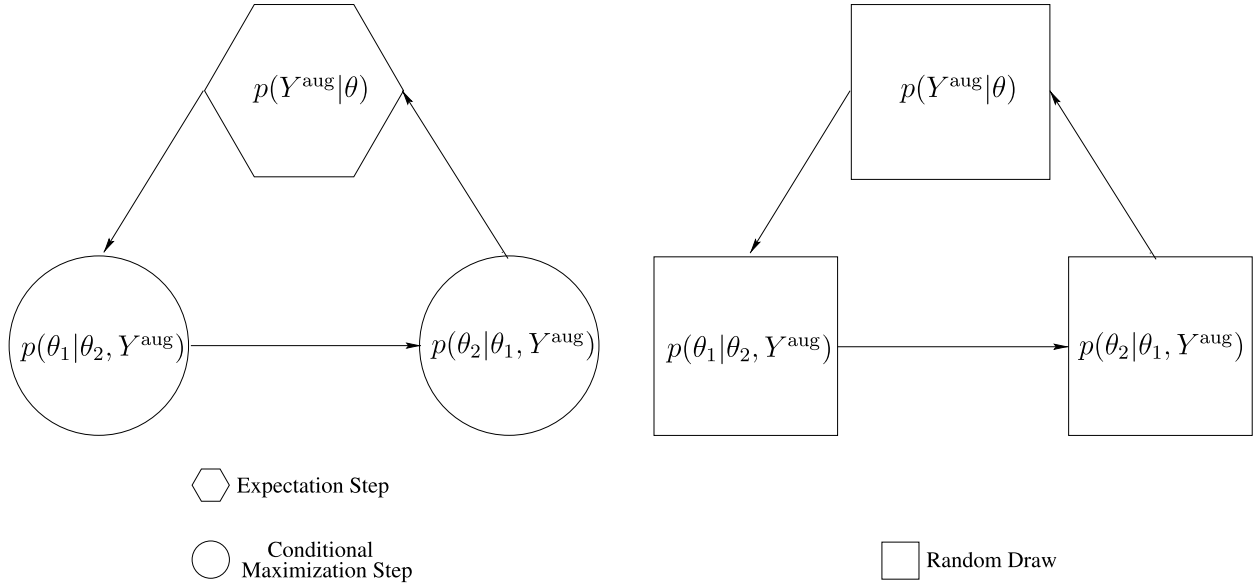 p(Y^aug|θ)
p(θ₁|θ₂, Y^aug)
p(θ₂|θ₁, Y^aug)
Expectation Step
Conditional
Maximization Step
p(Y^aug|θ)
p(θ₁|θ₂, Y^aug)
p(θ₂|θ₁, Y^aug)
Random Draw